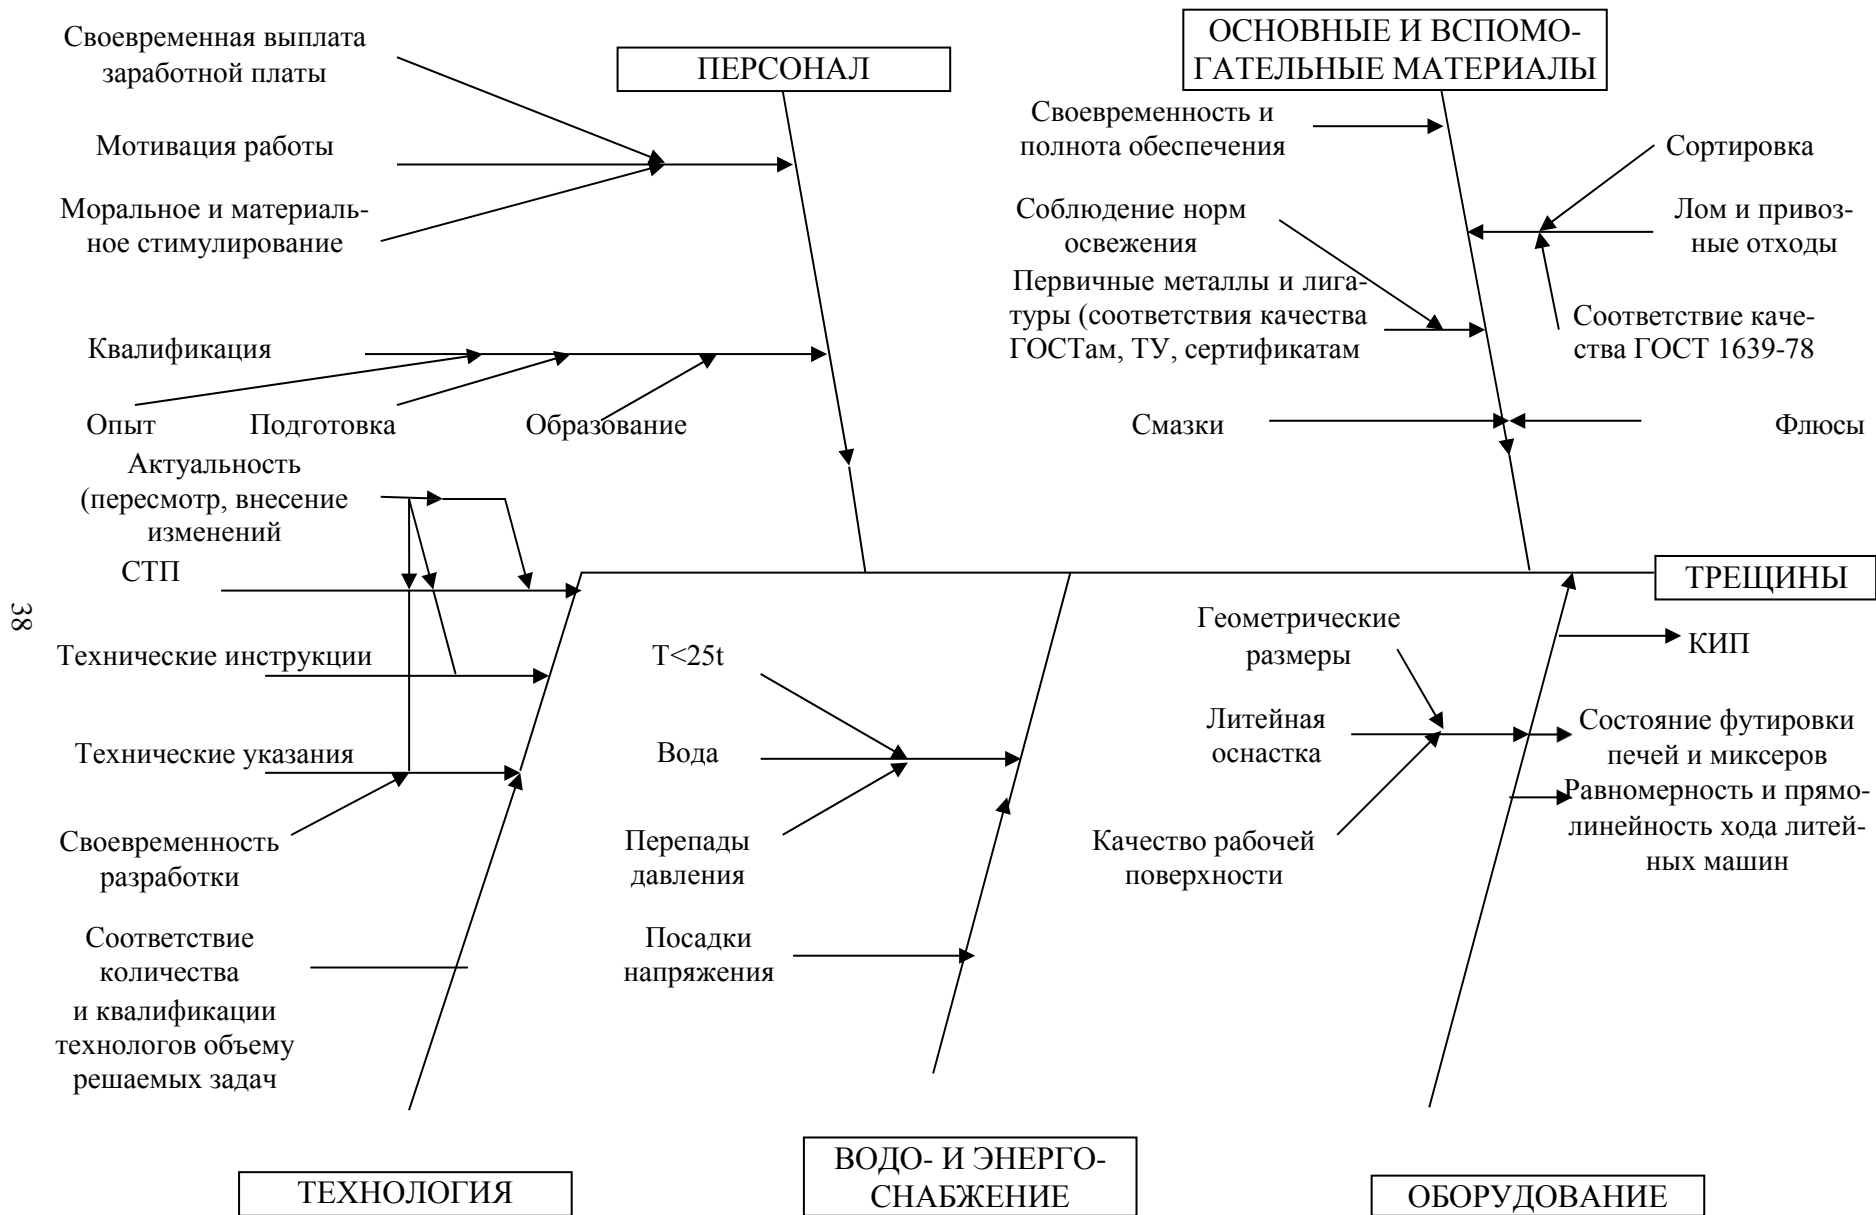 Своевременная выплата
заработной платы
ПЕРСОНАЛ
ОСНОВНЫЕ И ВСПОМО-
ГАТЕЛЬНЫЕ МАТЕРИАЛЫ
Мотивация работы
Моральное и материаль-
ное стимулирование
Своевременность и
полнота обеспечения
Сортировка
Соблюдение норм
освежения
Лом и привоз-
ные отходы
Первичные металлы и лига-
туры (соответствия качества
ГОСТам, ТУ, сертификатам
Соответствие каче-
ства ГОСТ 1639-78
Квалификация
Опыт
Подготовка
Образование
Смазки
Флюсы
Актуальность
(пересмотр, внесение
изменений
СТП
ТРЕЩИНЫ
38
Технические инструкции
Технические указания
Своевременность
разработки
Соответствие
количества
и квалификации
технологов объему
решаемых задач
T<25t
Вода
Перепады
давления
Посадки
напряжения
Геометрические
размеры
КИП
Литейная
оснастка
Состояние футировки
печей и миксеров
Равномерность и прямо-
линейность хода литей-
ных машин
Качество рабочей
поверхности
ТЕХНОЛОГИЯ
ВОДО- И ЭНЕРГО-
СНАБЖЕНИЕ
ОБОРУДОВАНИЕ